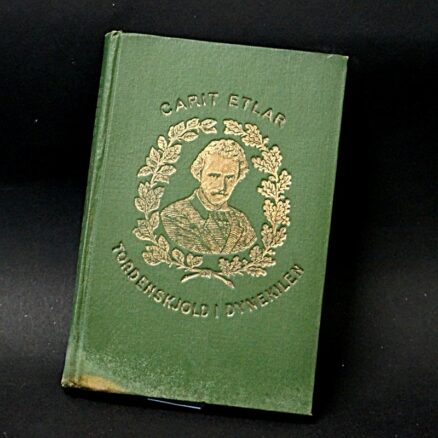 CARIT ETLAR
TORDENSKJOLD I DYNEKILEN